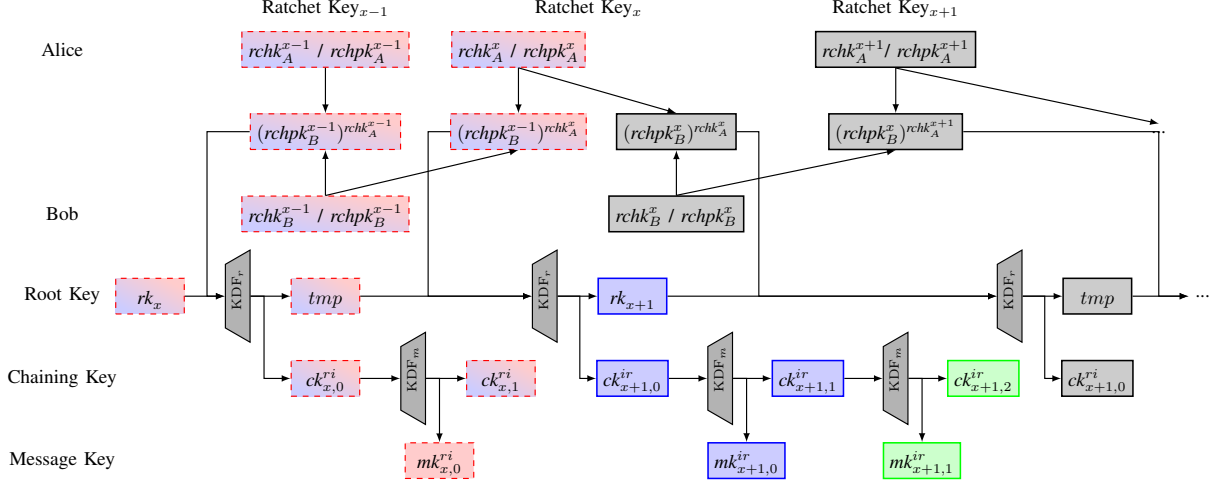 Ratchet Key_{x−1} Ratchet Key_x Ratchet Key_{x+1}
Alice rchk_A^{x−1} / rchpk_A^{x−1} rchk_A^x / rchpk_A^x rchk_A^{x+1} / rchpk_A^{x+1}
(rchpk_B^{x−1})^{rchk_A^{x−1}} (rchpk_B^{x−1})^{rchk_A^x} (rchpk_B^x)^{rchk_A^x} (rchpk_B^x)^{rchk_A^{x+1}} ...
Bob rchk_B^{x−1} / rchpk_B^{x−1} rchk_B^x / rchpk_B^x
Root Key rk_x KDF_r tmp KDF_r rk_{x+1} KDF_r tmp ...
Chaining Key ck_{x,0}^{ri} KDF_m ck_{x,1}^{ri} ck_{x+1,0}^{ir} KDF_m ck_{x+1,1}^{ir} KDF_m ck_{x+1,2}^{ir} ck_{x+1,0}^{ri}
Message Key mk_{x,0}^{ri} mk_{x+1,0}^{ir} mk_{x+1,1}^{ir}